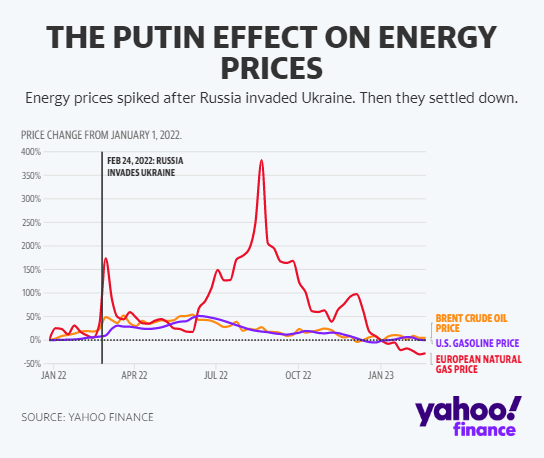 THE PUTIN EFFECT ON ENERGY
PRICES
Energy prices spiked after Russia invaded Ukraine. Then they settled down.
PRICE CHANGE FROM JANUARY 1, 2022.
400%
350%
300%
250%
200%
150%
100%
50%
0%
-50%
FEB 24, 2022: RUSSIA
INVADES UKRAINE
BRENT CRUDE OIL
PRICE
U.S. GASOLINE PRICE
EUROPEAN NATURAL
GAS PRICE
JAN 22
APR 22
JUL 22
OCT 22
JAN 23
SOURCE: YAHOO FINANCE
yahoo!
finance